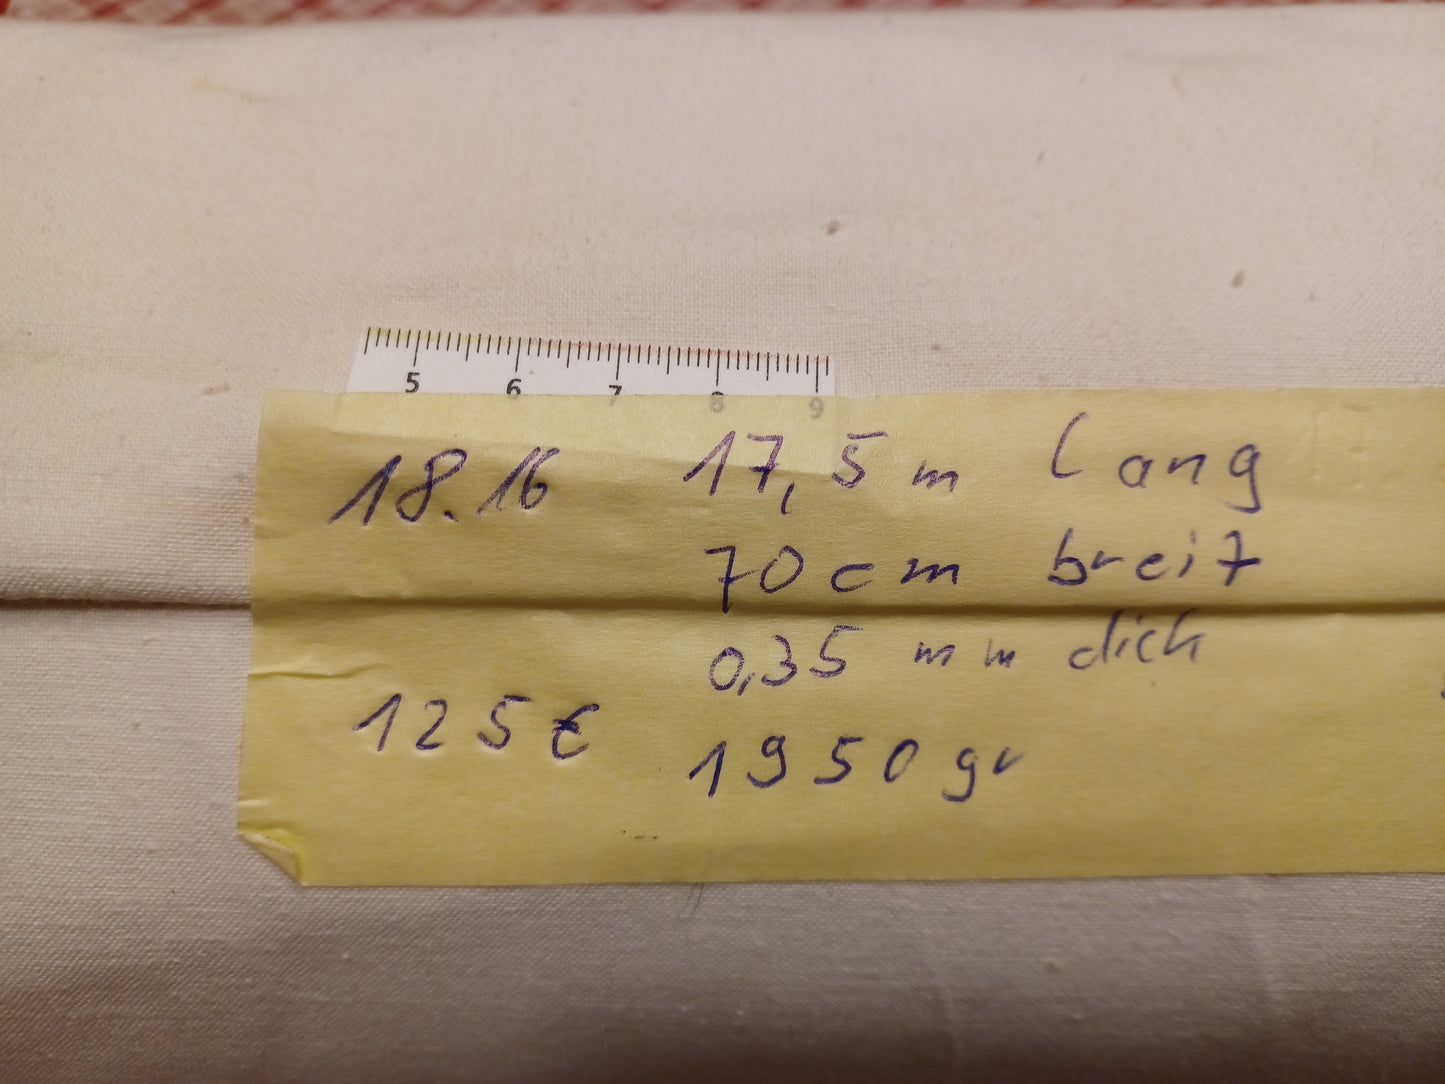 5 6 7 8 9
18.16 17,5 m lang
70 cm breit
0,35 mm dick
125 € 1950 gr